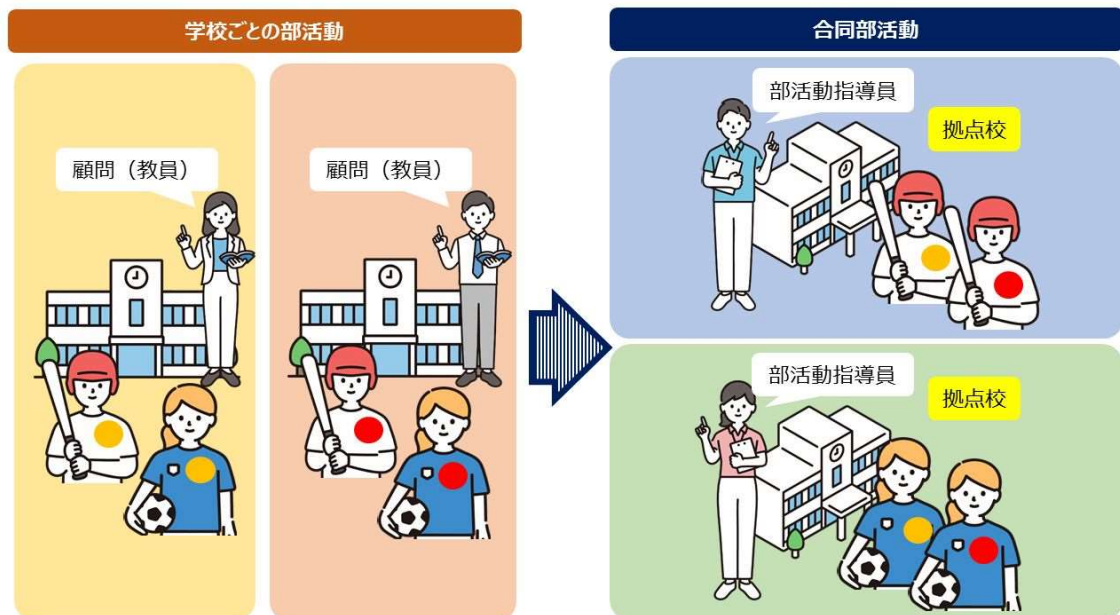 学校ごとの部活動
顧問（教員）
顧問（教員）
合同部活動
部活動指導員
拠点校
部活動指導員
拠点校